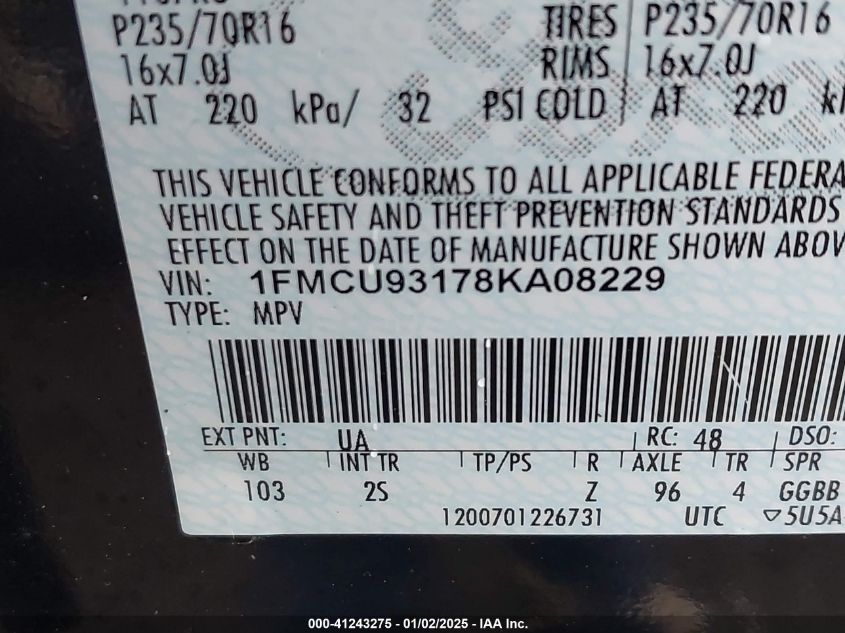 P235/70R16 TIRES P235/70R16
16x7.0J RIMS 16x7.0J
AT 220 kPa/ 32 PSI COLD AT 220
THIS VEHICLE CONFORMS TO ALL APPLICABLE FEDERA
VEHICLE SAFETY AND THEFT PREVENTION STANDARDS
EFFECT ON THE DATE OF MANUFACTURE SHOWN ABOV
VIN: 1FMCU93178KA08229
TYPE: MPV
EXT PNT: UA RC: 48 DSO:
WB INT TR TP/PS R AXLE TR SPR
103 2S Z 96 4 GGBB
1200701226731 UTC ▽5U5A
000-41243275 — 01/02/2025 — IAA Inc.